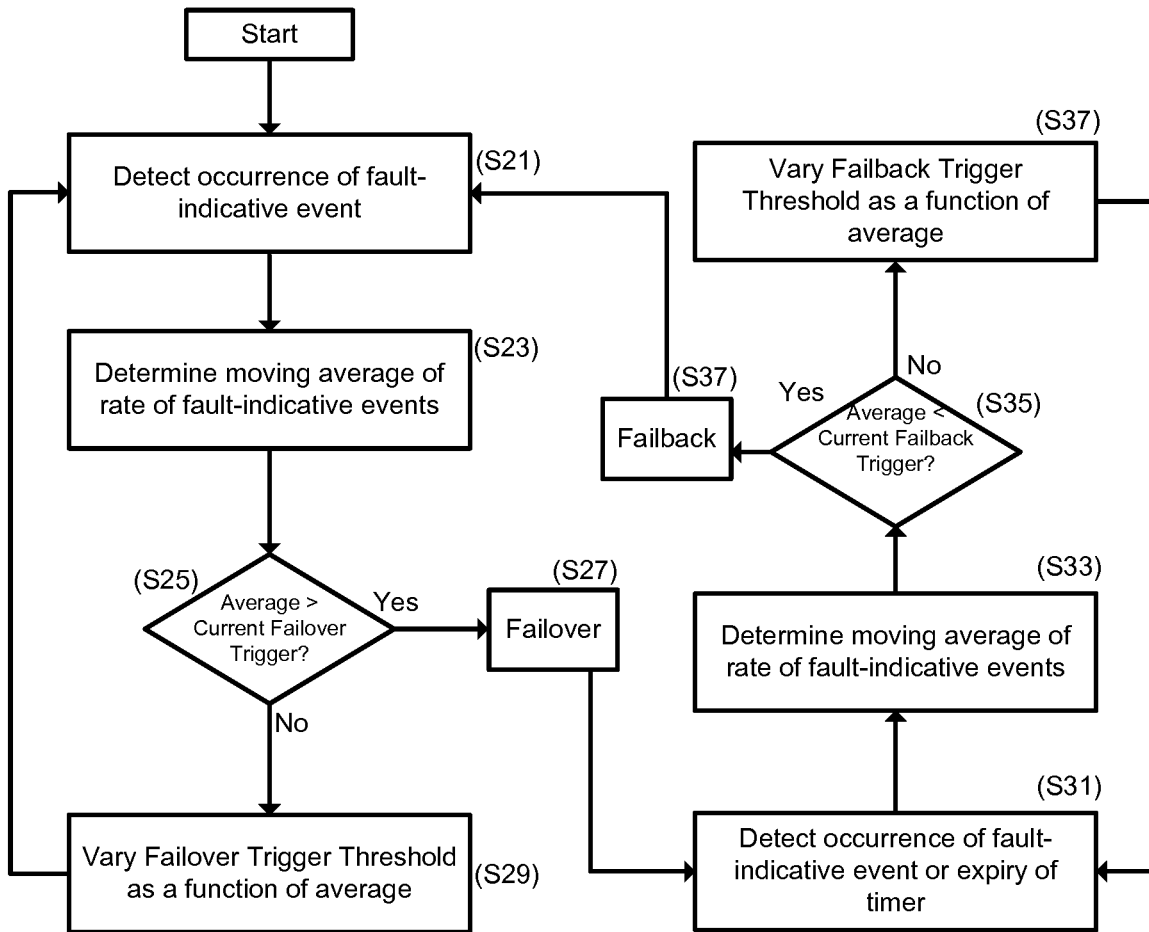 Start
Detect occurrence of fault-
indicative event
(S21)
Determine moving average of
rate of fault-indicative events
(S23)
(S25)
Average >
Current Failover
Trigger?
Yes
No
(S27)
Failover
Vary Failover Trigger Threshold
as a function of average
(S29)
(S31)
Detect occurrence of fault-
indicative event or expiry of
timer
(S33)
Determine moving average of
rate of fault-indicative events
(S35)
Average <
Current Failback
Trigger?
Yes
No
(S37)
Failback
(S37)
Vary Failback Trigger
Threshold as a function of
average